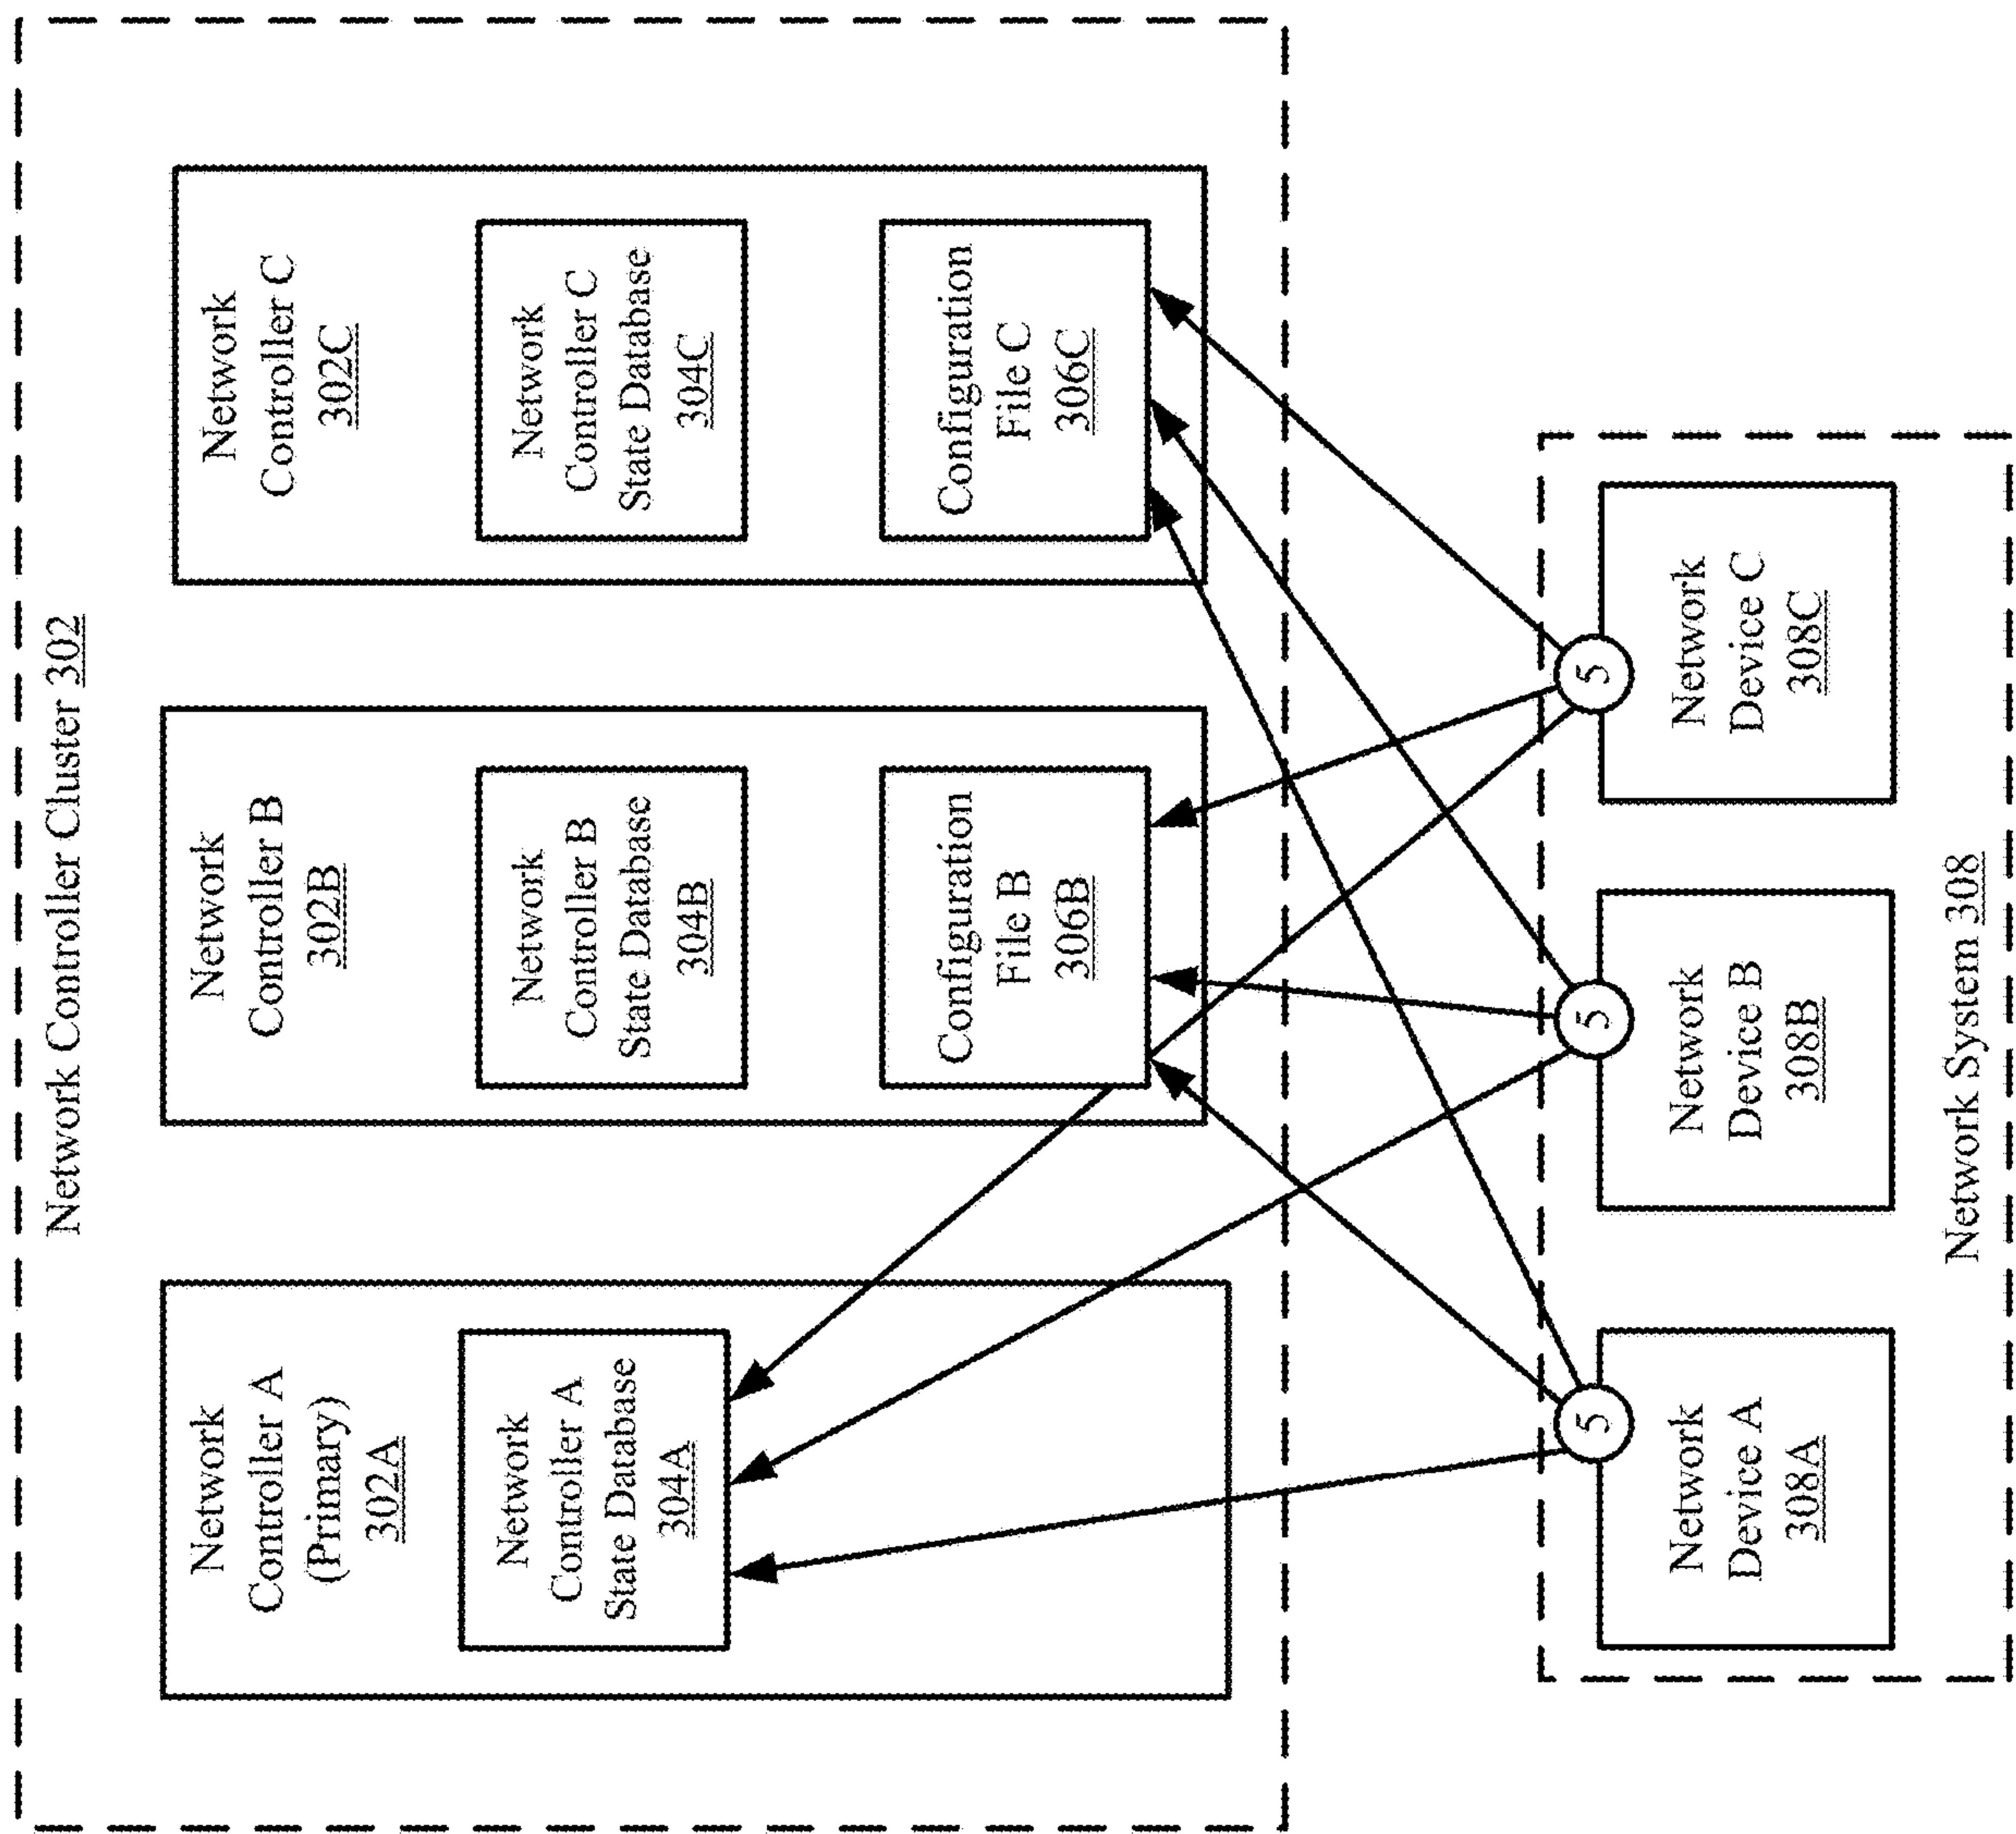 Network Controller Cluster 302
Network
Controller A
(Primary)
302A
Network
Controller A
State Database
304A
Network
Controller B
302B
Network
Controller B
State Database
304B
Configuration
File B
306B
Network
Controller C
302C
Network
Controller C
State Database
304C
Configuration
File C
306C
5
5
5
Network
Device A
308A
Network
Device B
308B
Network
Device C
308C
Network System 308